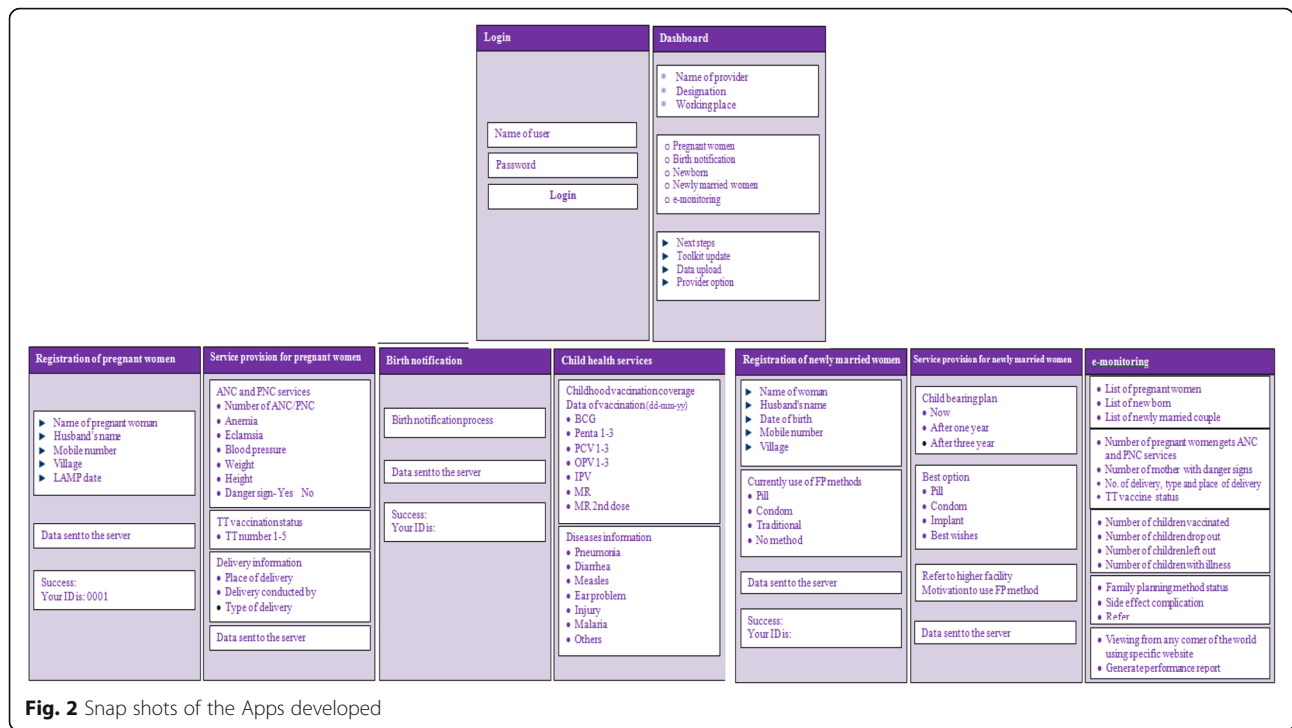 Login
Name of user
Password
Login
Dashboard
Name of provider
Designation
Working place
Pregnant women
Birth notification
Newborn
Newly married women
e-monitoring
Next steps
Toolkit update
Data upload
Provider option
Registration of pregnant women
Name of pregnant woman
Husband's name
Mobile number
Village
LAMP date
Data sent to the server
Success:
Your ID is: 0001
Service provision for pregnant women
ANC and PNC services
Number of ANC/PNC
Anemia
Eclamsia
Blood pressure
Weight
Height
Danger sign- Yes No
TT vaccination status
TT number 1-5
Delivery information
Place of delivery
Delivery conducted by
Type of delivery
Data sent to the server
Birth notification
Birth notification process
Data sent to the server
Success:
Your ID is:
Child health services
Childhood vaccination coverage
Data of vaccination (dd-mm-yy)
BCG
Penta 1-3
PCV 1-3
OPV 1-3
IPV
MR
MR 2nd dose
Diseases information
Pneumonia
Diarrhea
Measles
Ear problem
Injury
Malaria
Others
Registration of newly married women
Name of woman
Husband's name
Date of birth
Mobile number
Village
Currently use of FP methods
Pill
Condom
Traditional
No method
Data sent to the server
Success:
Your ID is:
Service provision for newly married women
Child bearing plan
Now
After one year
After three year
Best option
Pill
Condom
Implant
Best wishes
Refer to higher facility
Motivation to use FP method
Data sent to the server
e-monitoring
List of pregnant women
List of new born
List of newly married couple
Number of pregnant women gets ANC
and PNC services
Number of mother with danger signs
No. of delivery, type and place of delivery
TT vaccine status
Number of children vaccinated
Number of children drop out
Number of children left out
Number of children with illness
Family planning method status
Side effect complication
Refer
Viewing from any corner of the world
using specific website
Generate performance report
Fig. 2 Snap shots of the Apps developed